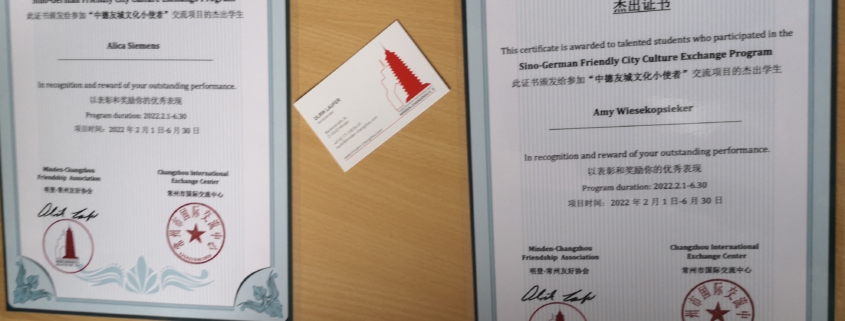 Sino-German Friendly City Culture Exchange Program
此证书颁发给参加“中德友城文化小使者”交流项目的杰出学生
Alica Siemens
In recognition and reward of your outstanding performance.
以表彰和奖励你的优秀表现
Program duration: 2022.2.1-6.30
项目时间：2022 年 2 月 1 日-6 月 30 日
Minden-Changzhou
Friendship Association
明登-常州友好协会
Changzhou International
Exchange Center
常州市国际交流中心
常州市国际交流中心
杰出证书
This certificate is awarded to talented students who participated in the
Sino-German Friendly City Culture Exchange Program
此证书颁发给参加“中德友城文化小使者”交流项目的杰出学生
Amy Wiesekopsieker
In recognition and reward of your outstanding performance.
以表彰和奖励你的优秀表现
Program duration: 2022.2.1-6.30
项目时间：2022 年 2 月 1 日-6 月 30 日
Minden-Changzhou
Friendship Association
明登-常州友好协会
Changzhou International
Exchange Center
常州市国际交流中心